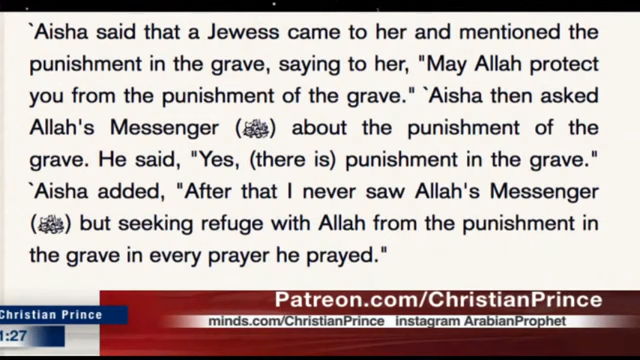 `Aisha said that a Jewess came to her and mentioned the
punishment in the grave, saying to her, "May Allah protect
you from the punishment of the grave." `Aisha then asked
Allah's Messenger (ﷺ) about the punishment of the
grave. He said, "Yes, (there is) punishment in the grave."
`Aisha added, "After that I never saw Allah's Messenger
(ﷺ) but seeking refuge with Allah from the punishment in
the grave in every prayer he prayed."
Patreon.com/ChristianPrince
Christian Prince
minds.com/ChristianPrince instagram ArabianProphet
1:27